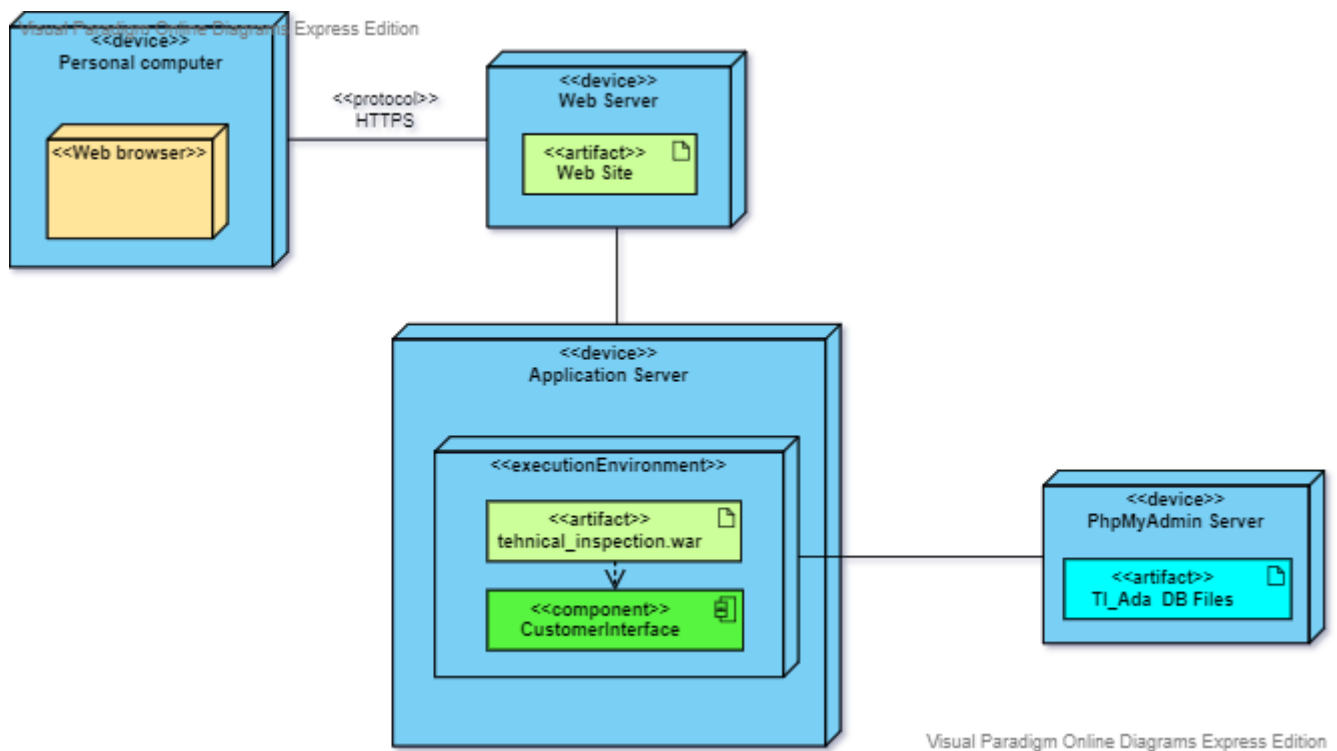 Visual Paradigm Online Diagrams Express Edition
<<device>>
Personal computer
<<Web browser>>
<<protocol>>
HTTPS
<<device>>
Web Server
<<artifact>>
Web Site
<<device>>
Application Server
<<executionEnvironment>>
<<artifact>>
tehnical_inspection.war
<<component>>
CustomerInterface
<<device>>
PhpMyAdmin Server
<<artifact>>
TI_Ada DB Files
Visual Paradigm Online Diagrams Express Edition